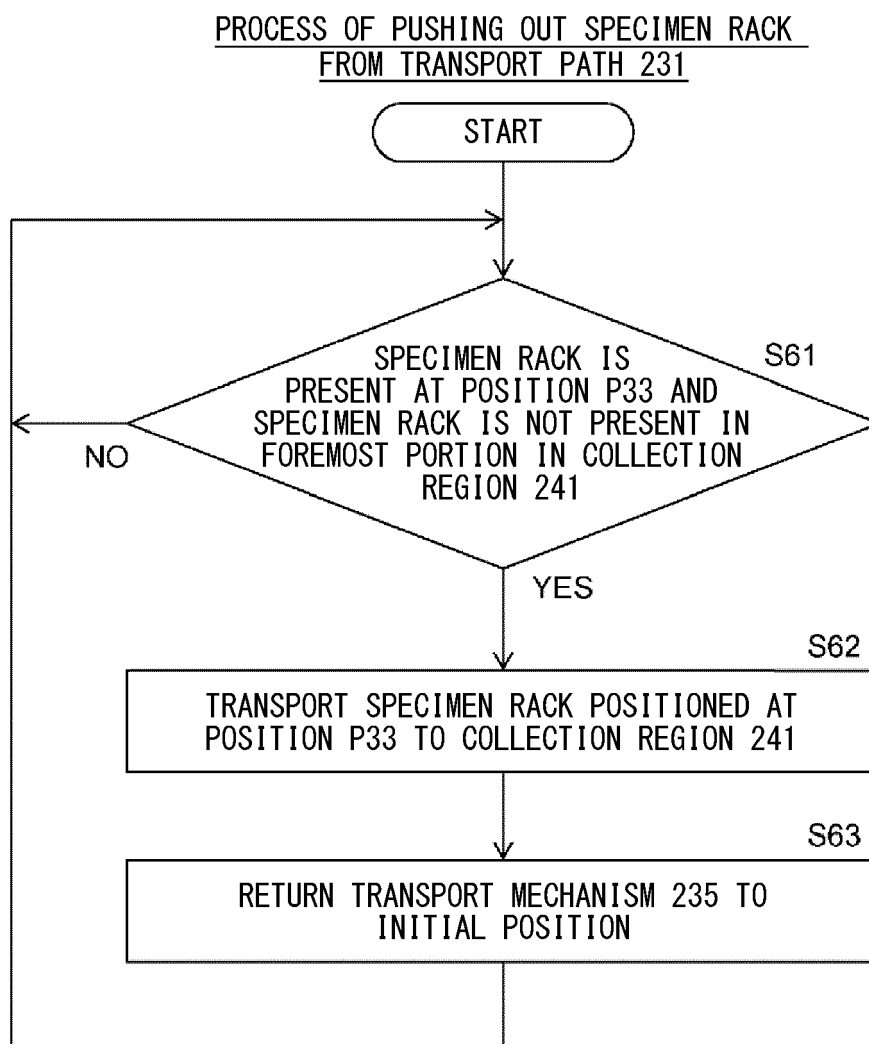 PROCESS OF PUSHING OUT SPECIMEN RACK
FROM TRANSPORT PATH 231
START
S61
SPECIMEN RACK IS
PRESENT AT POSITION P33 AND
SPECIMEN RACK IS NOT PRESENT IN
FOREMOST PORTION IN COLLECTION
REGION 241
NO
YES
S62
TRANSPORT SPECIMEN RACK POSITIONED AT
POSITION P33 TO COLLECTION REGION 241
S63
RETURN TRANSPORT MECHANISM 235 TO
INITIAL POSITION